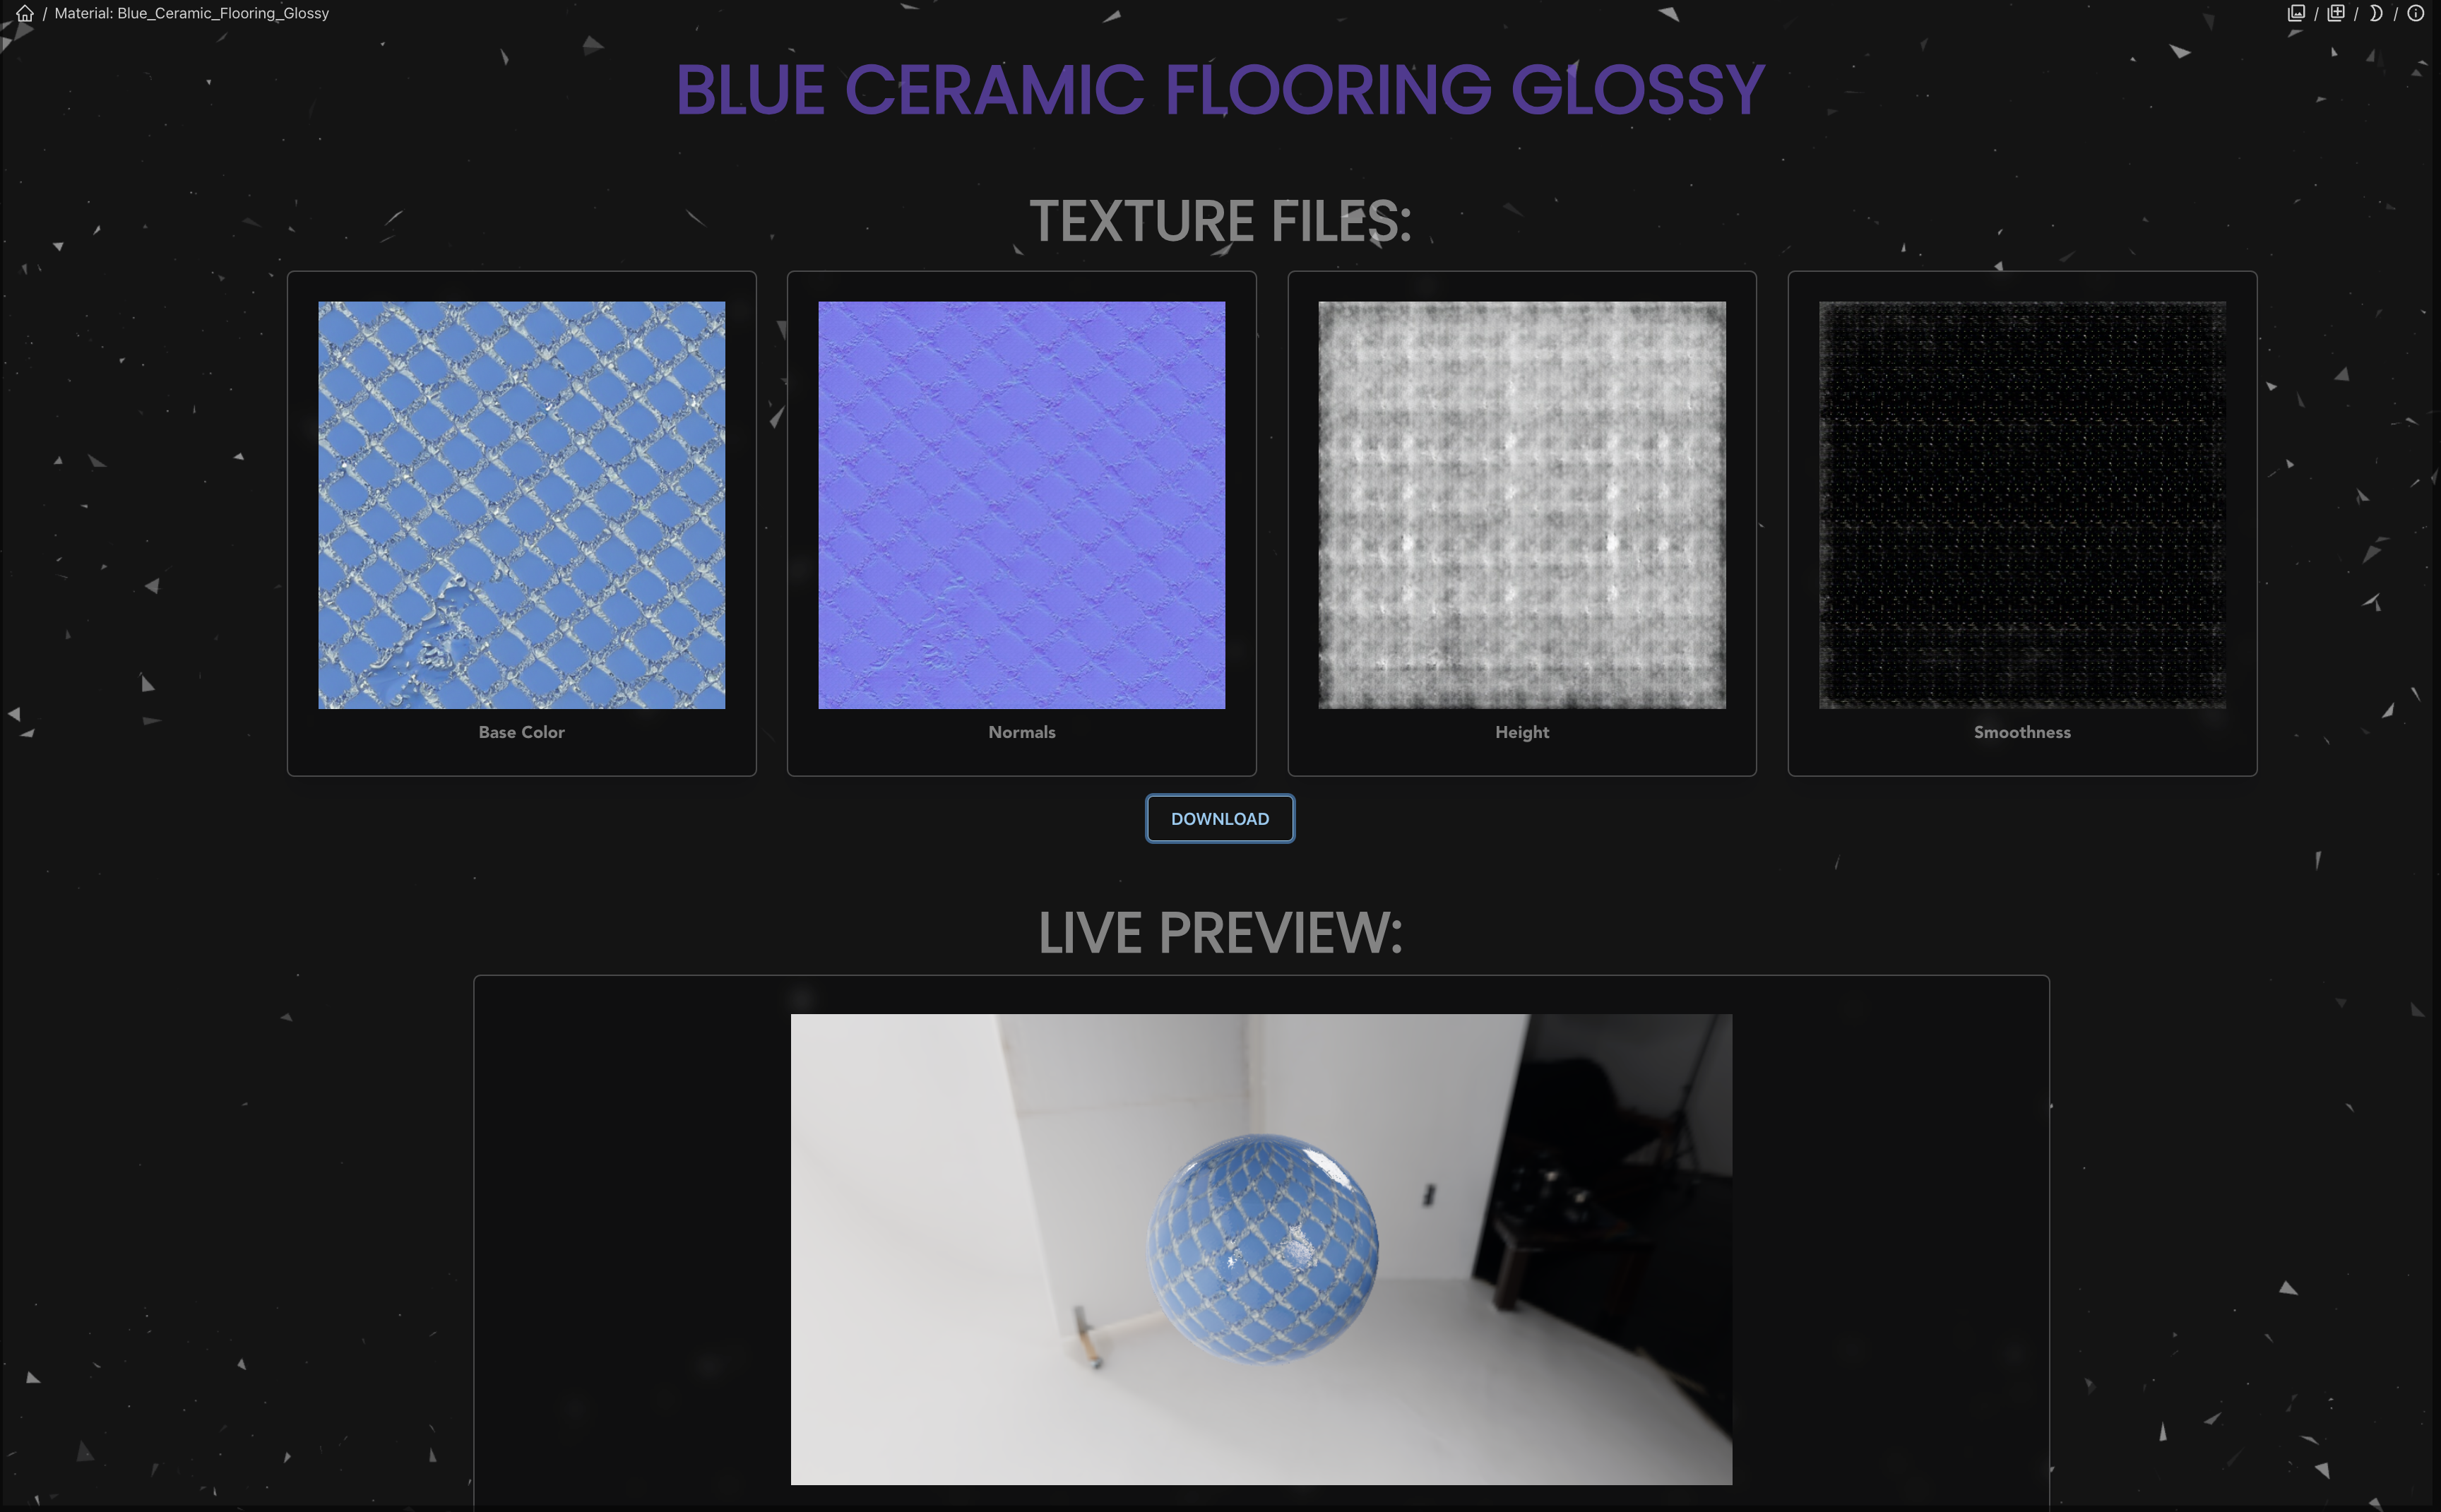 / Material: Blue_Ceramic_Flooring_Glossy / / /
BLUE CERAMIC FLOORING GLOSSY
TEXTURE FILES:
Base Color
Normals
Height
Smoothness
DOWNLOAD
LIVE PREVIEW: